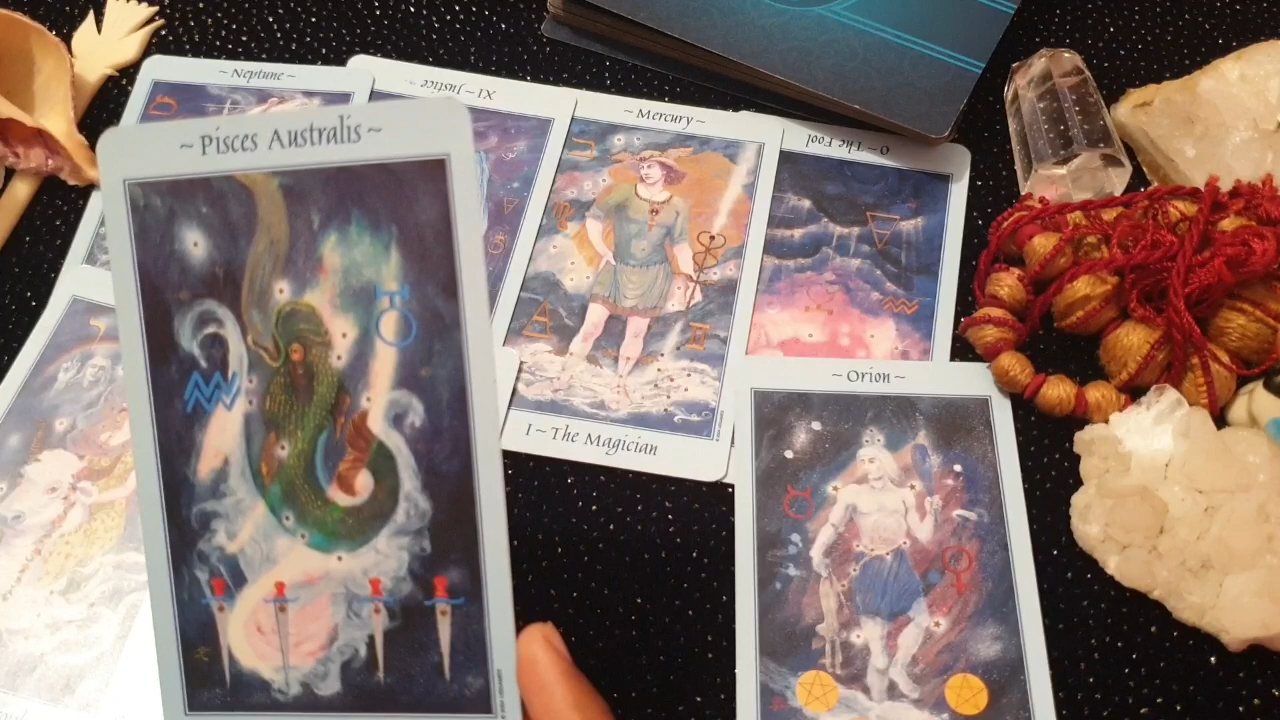 ~ Neptune ~
XI ~ Justice ~
~ Mercury ~
0 ~ The Fool
~ Pisces Australis ~
I ~ The Magician
~ Orion ~